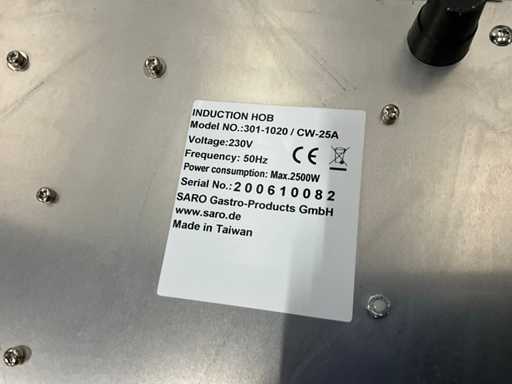 INDUCTION HOB
Model NO.:301-1020 / CW-25A
Voltage:230V
Frequency: 50Hz
Power consumption: Max.2500W
Serial No.: 200610082
SARO Gastro-Products GmbH
www.saro.de
Made in Taiwan
CE